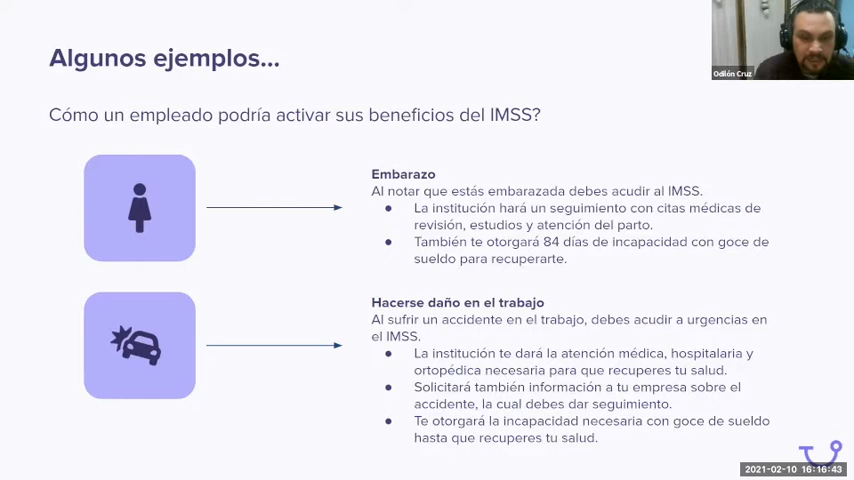 Algunos ejemplos...
Odilón Cruz
Cómo un empleado podría activar sus beneficios del IMSS?
Embarazo
Al notar que estás embarazada debes acudir al IMSS.
● La institución hará un seguimiento con citas médicas de
revisión, estudios y atención del parto.
● También te otorgará 84 días de incapacidad con goce de
sueldo para recuperarte.
Hacerse daño en el trabajo
Al sufrir un accidente en el trabajo, debes acudir a urgencias en
el IMSS.
● La institución te dará la atención médica, hospitalaria y
ortopédica necesaria para que recuperes tu salud.
● Solicitará también información a tu empresa sobre el
accidente, la cual debes dar seguimiento.
● Te otorgará la incapacidad necesaria con goce de sueldo
hasta que recuperes tu salud.
2021-02-10 16:16:43